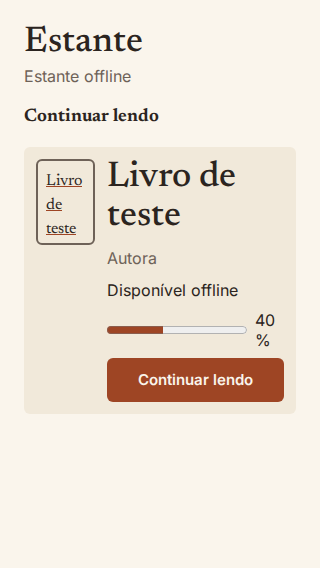 Estante
Estante offline
Continuar lendo
Livro
de
teste
Livro de
teste
Autora
Disponível offline
40
%
Continuar lendo